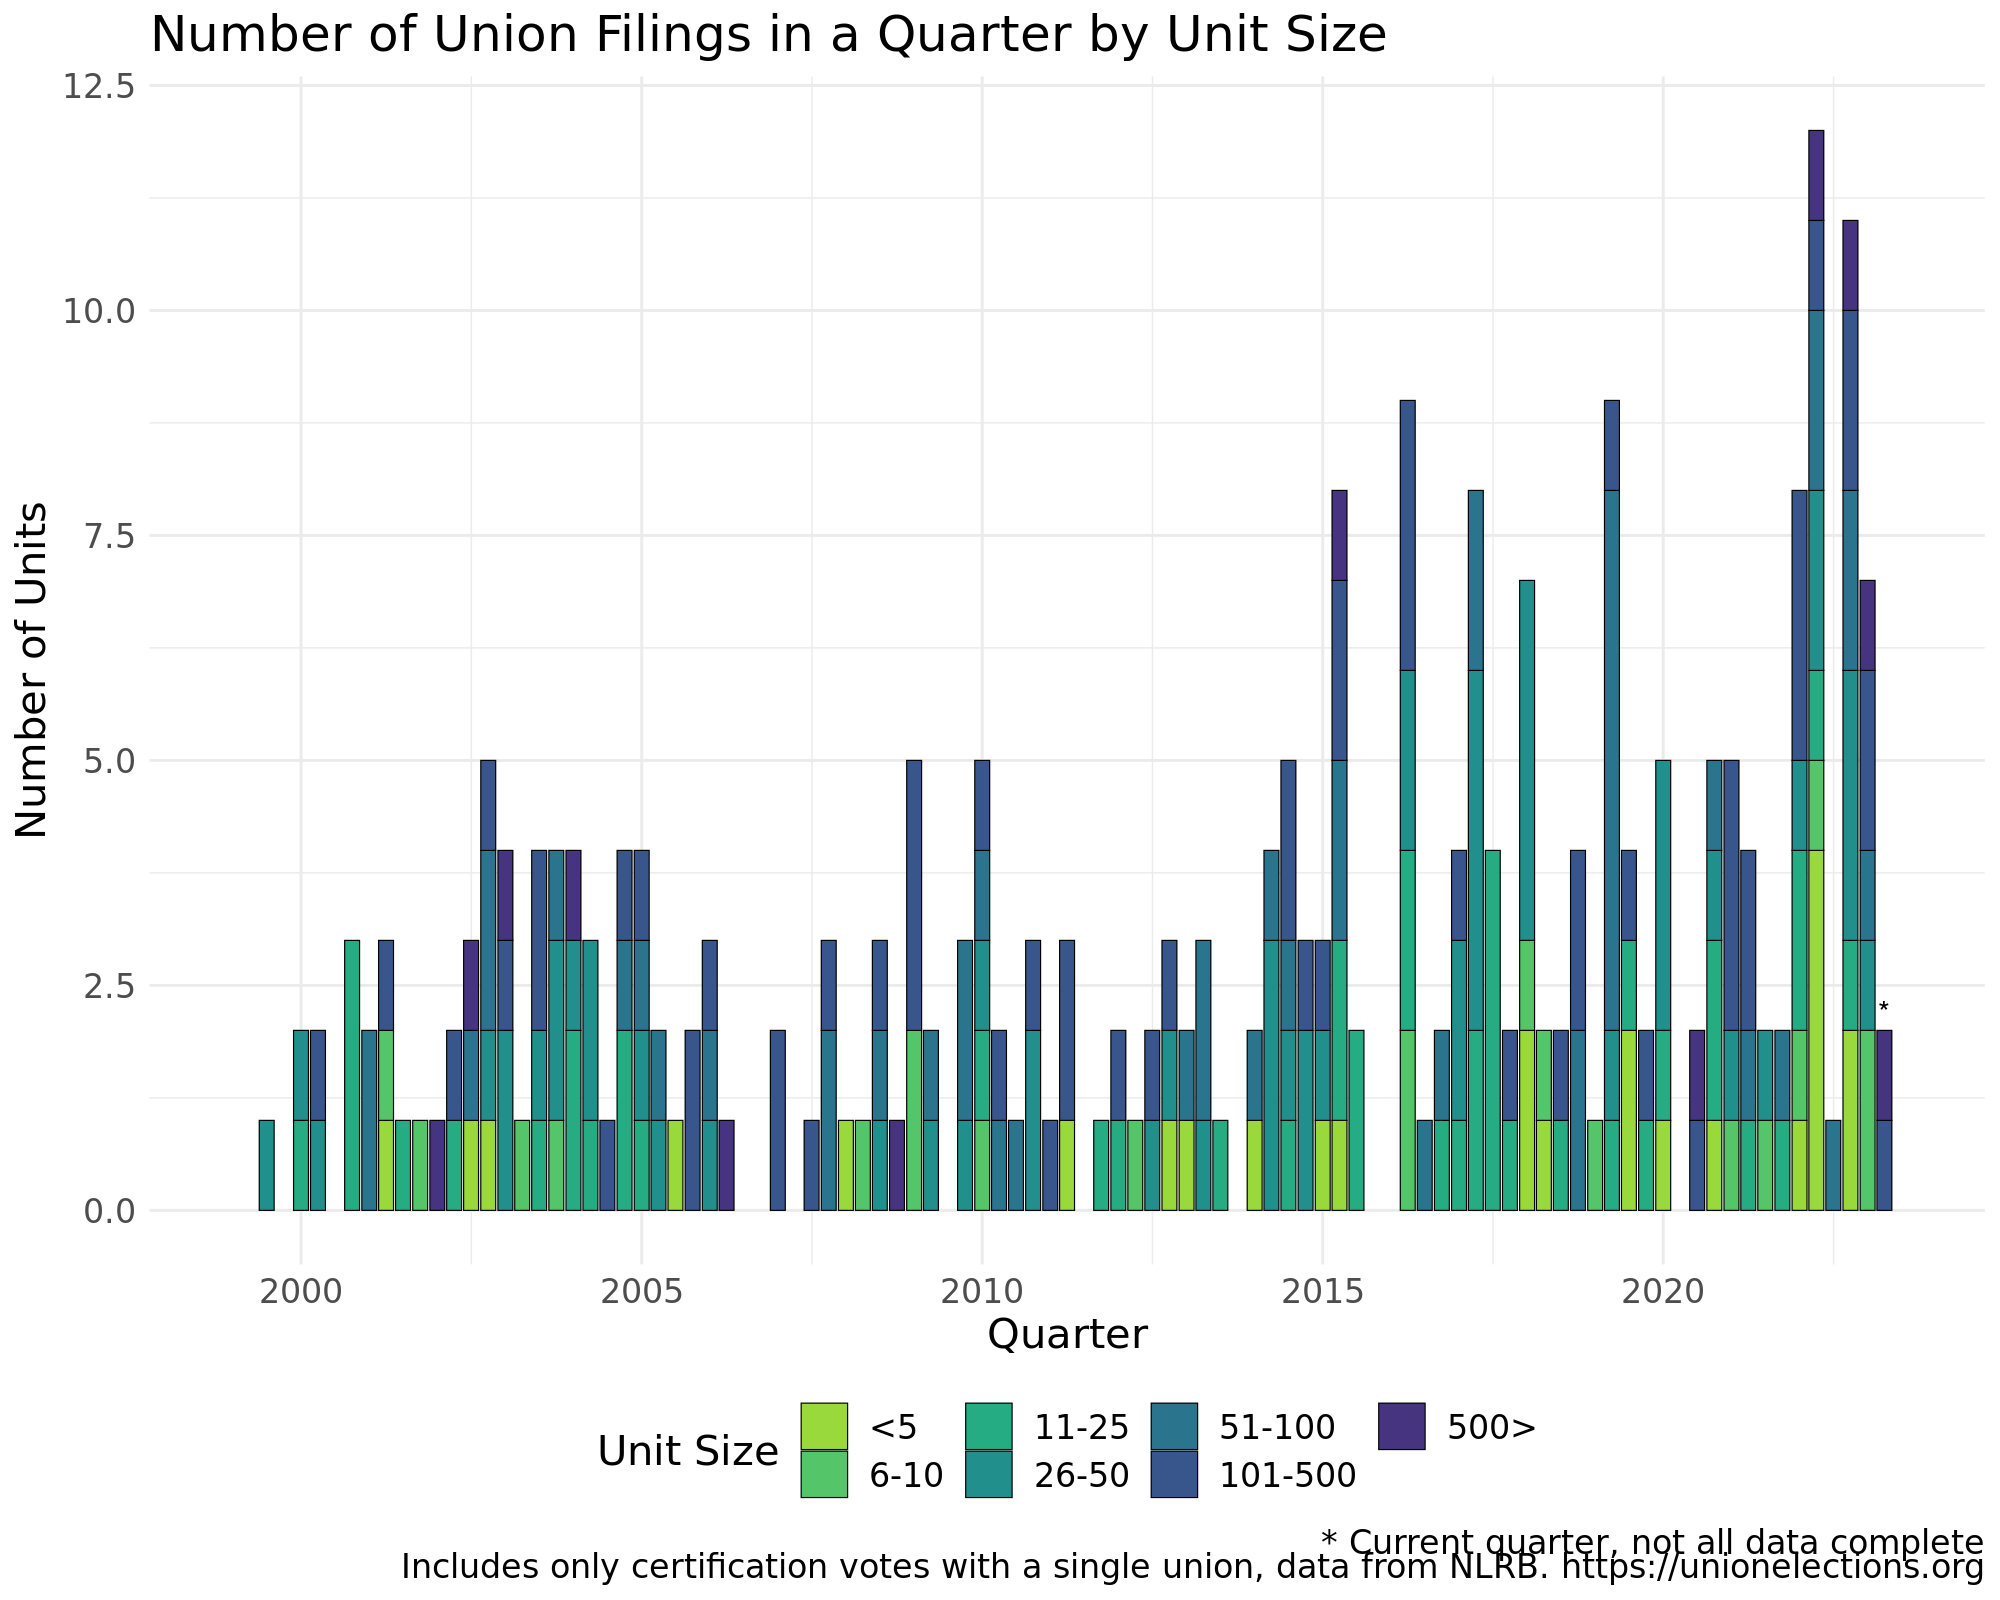 Number of Union Filings in a Quarter by Unit Size
12.5
10.0
7.5
5.0
2.5
0.0
Number of Units
*
2000 2005 2010 2015 2020
Quarter
Unit Size
<5 11-25 51-100 500>
6-10 26-50 101-500
* Current quarter, not all data complete
Includes only certification votes with a single union, data from NLRB. https://unionelections.org